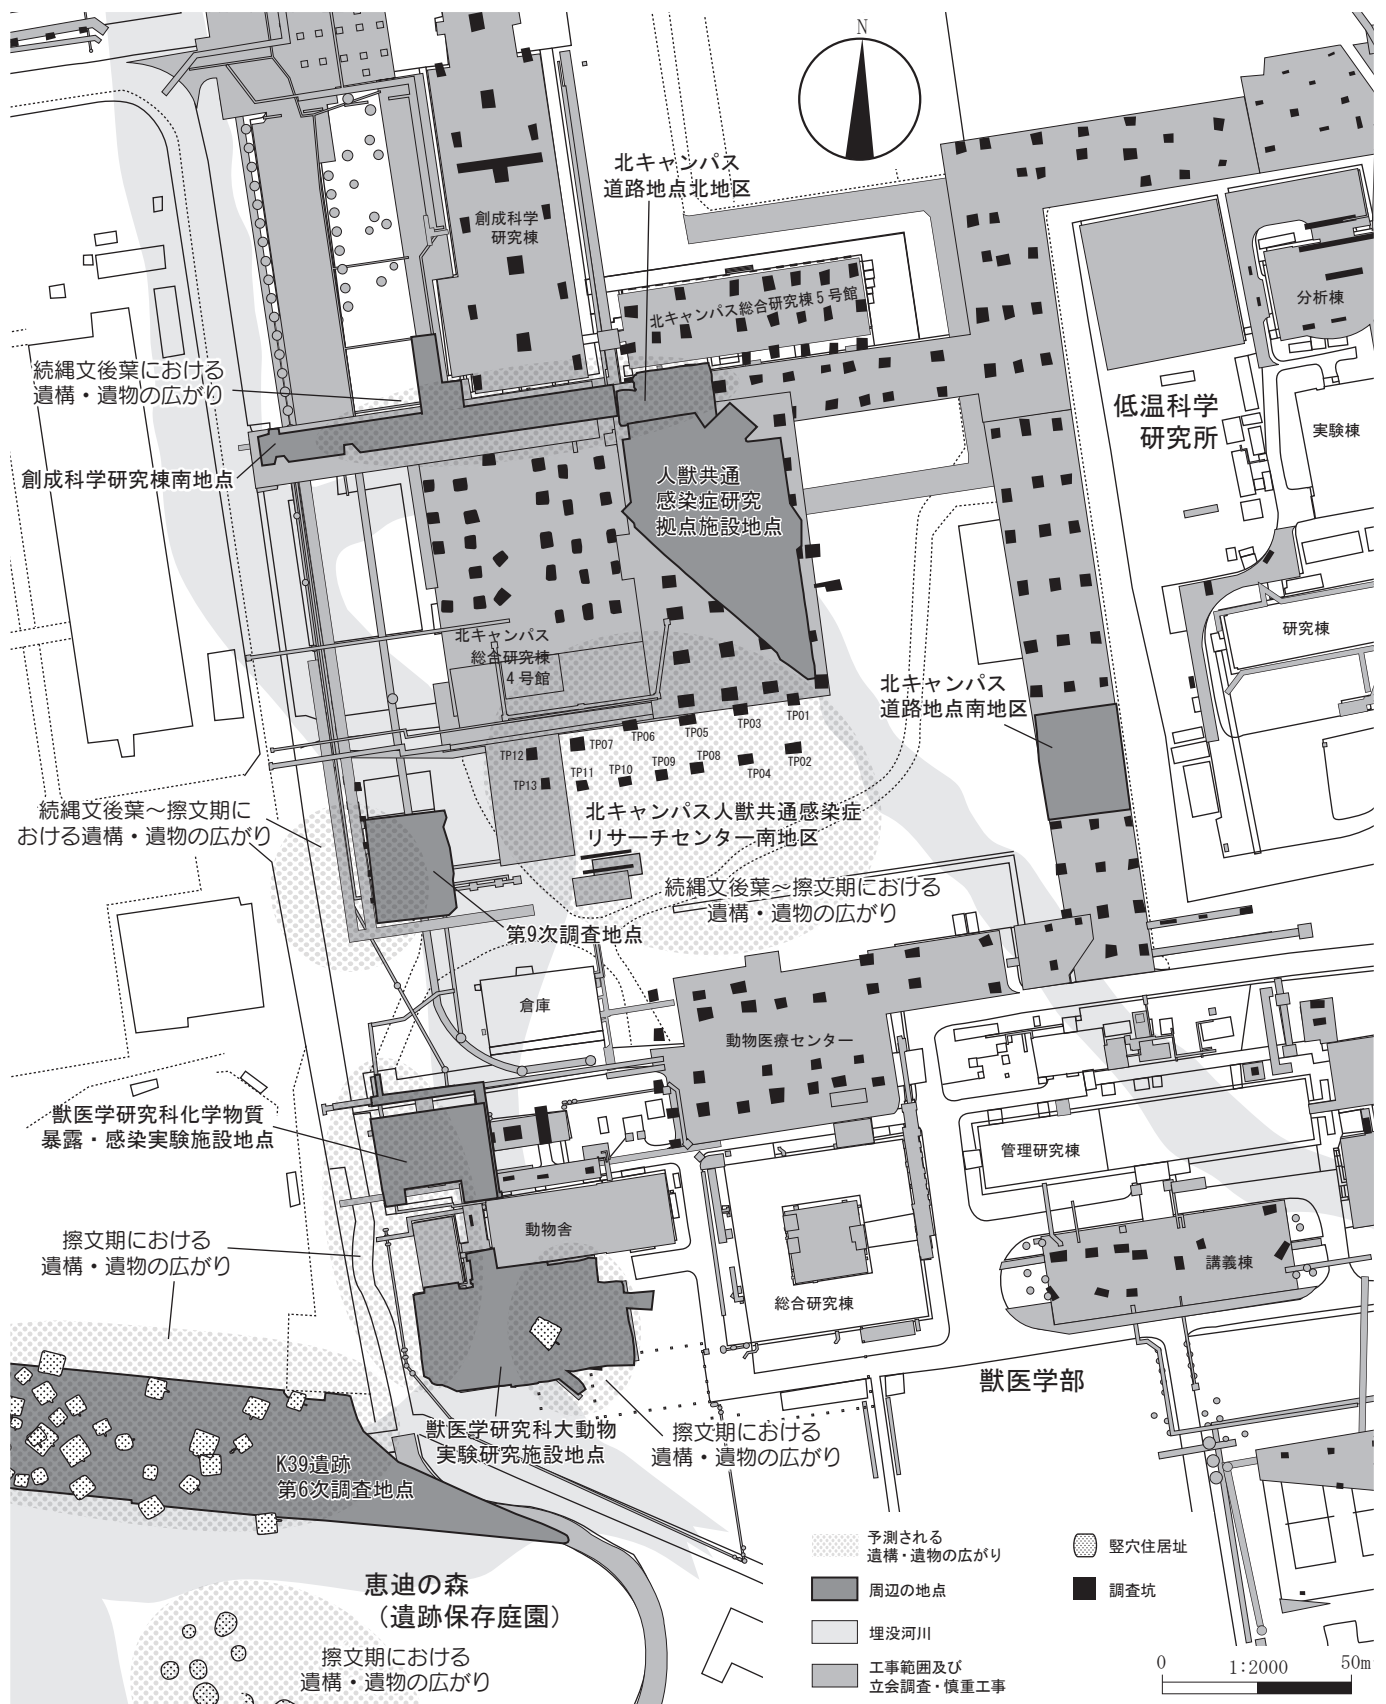 N
北キャンパス
道路地点北地区
創成科学
研究棟
北キャンパス総合研究棟5号館
分析棟
続縄文後葉における
遺構・遺物の広がり
低温科学
研究所
実験棟
創成科学研究棟南地点
人獣共通
感染症研究
拠点施設地点
研究棟
北キャンパス
総合研究棟
4号館
北キャンパス
道路地点南地区
TP01
TP03
TP05
TP06
TP07
TP12
TP02
TP04
TP08
TP09
TP10
TP11
TP13
続縄文後葉〜擦文期に
おける遺構・遺物の広がり
北キャンパス人獣共通感染症
リサーチセンター南地区
続縄文後葉〜擦文期における
遺構・遺物の広がり
第9次調査地点
倉庫
動物医療センター
獣医学研究科化学物質
暴露・感染実験施設地点
管理研究棟
擦文期における
遺構・遺物の広がり
動物舎
講義棟
総合研究棟
獣医学部
獣医学研究科大動物
実験研究施設地点
擦文期における
遺構・遺物の広がり
K39遺跡
第6次調査地点
恵迪の森
（遺跡保存庭園）
擦文期における
遺構・遺物の広がり
予測される
遺構・遺物の広がり
竪穴住居址
周辺の地点
調査坑
埋没河川
工事範囲及び
立会調査・慎重工事
0 1:2000 50m